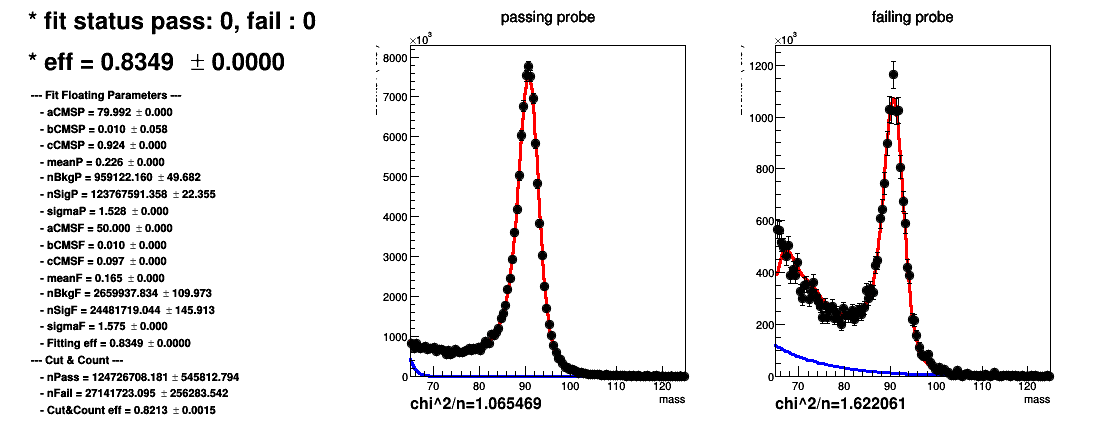 * fit status pass: 0, fail : 0
* eff = 0.8349 ± 0.0000
--- Fit Floating Parameters ---
- aCMSP = 79.992 ± 0.000
- bCMSP = 0.010 ± 0.058
- cCMSP = 0.924 ± 0.000
- meanP = 0.226 ± 0.000
- nBkgP = 959122.160 ± 49.682
- nSigP = 123767591.358 ± 22.355
- sigmaP = 1.528 ± 0.000
- aCMSF = 50.000 ± 0.000
- bCMSF = 0.010 ± 0.000
- cCMSF = 0.097 ± 0.000
- meanF = 0.165 ± 0.000
- nBkgF = 2659937.834 ± 109.973
- nSigF = 24481719.044 ± 145.913
- sigmaF = 1.575 ± 0.000
- Fitting eff = 0.8349 ± 0.0000
--- Cut & Count ---
- nPass = 124726708.181 ± 545812.794
- nFail = 27141723.095 ± 256283.542
- Cut&Count eff = 0.8213 ± 0.0015
passing probe
×10³
8000
7000
6000
5000
4000
3000
2000
1000
0
70 80 90 100 110 120
mass
chi^2/n=1.065469
failing probe
×10³
1200
1000
800
600
400
200
0
70 80 90 100 110 120
mass
chi^2/n=1.622061